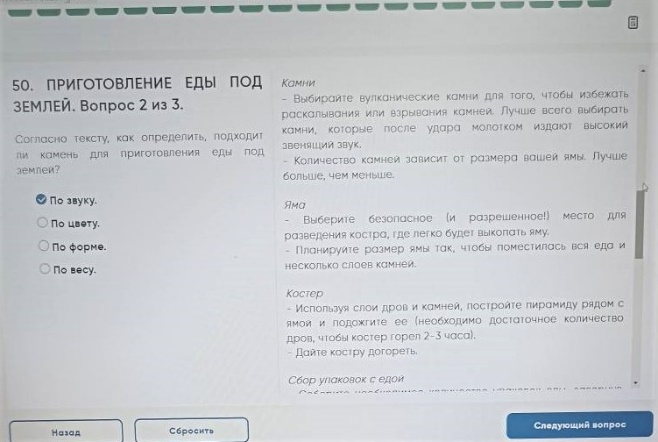 50. ПРИГОТОВЛЕНИЕ ЕДЫ ПОД
ЗЕМЛЕЙ. Вопрос 2 из 3.
Согласно тексту, как определить, подходит
ли камень для приготовления еды под
землей?
По звуку.
По цвету.
По форме.
По весу.
Камни
- Выбирайте вулканические камни для того, чтобы избежать
раскалывания или взрывания камней. Лучше всего выбирать
камни, которые после удара молотком издают высокий
звенящий звук.
- Количество камней зависит от размера вашей ямы. Лучше
больше, чем меньше.
Яма
- Выберите безопасное (и разрешенное!) место для
разведения костра, где легко будет выкопать яму.
- Планируйте размер ямы так, чтобы поместилась вся еда и
несколько слоев камней.
Костер
- Используя слои дров и камней, постройте пирамиду рядом с
ямой и подожгите ее (необходимо достаточное количество
дров, чтобы костер горел 2-3 часа).
- Дайте костру догореть.
Сбор упаковок с едой
Назад
Сбросить
Следующий вопрос